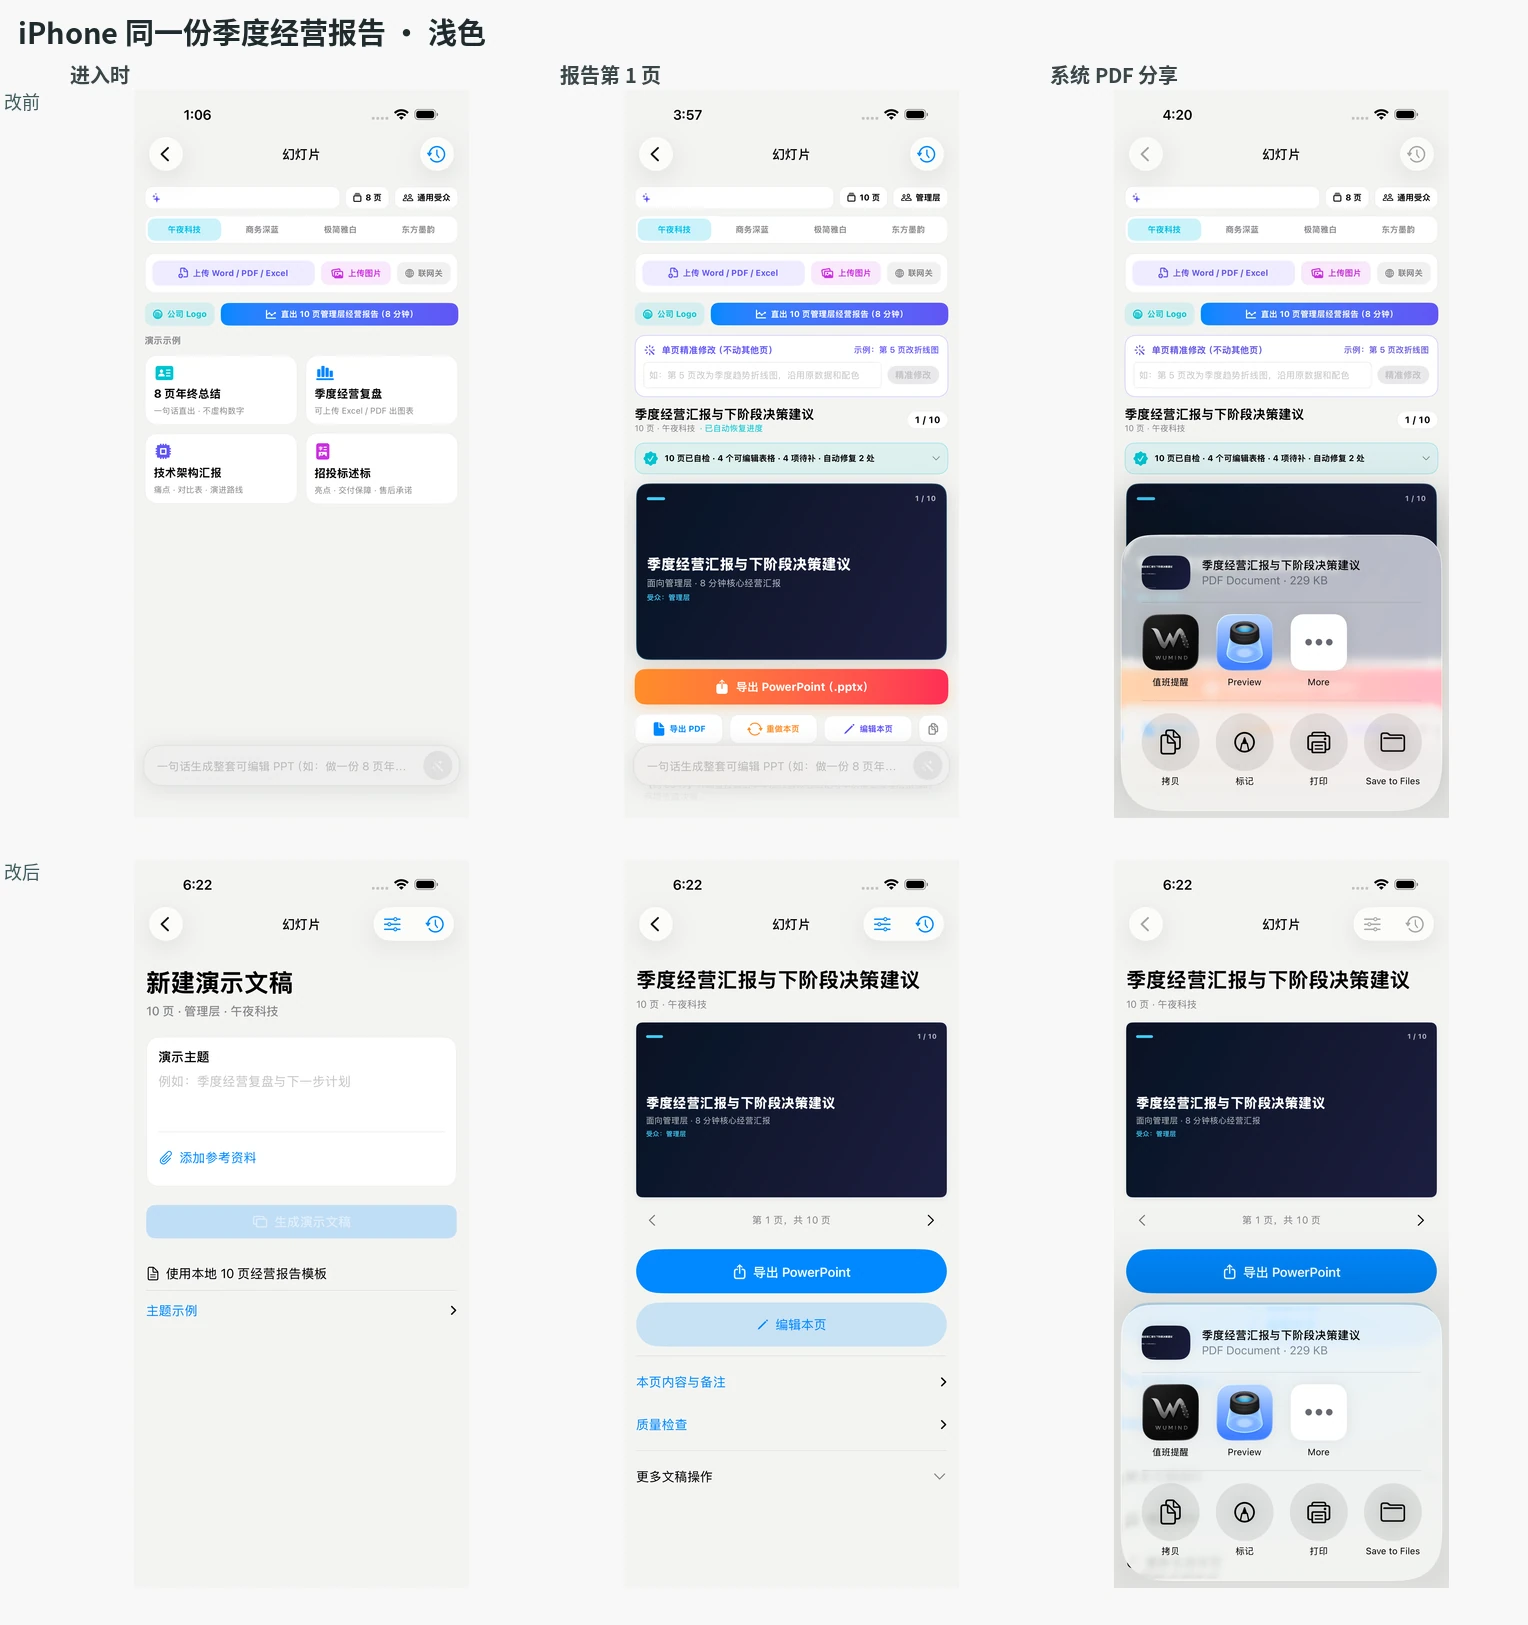 iPhone 同一份季度经营报告 · 浅色
进入时
报告第 1 页
系统 PDF 分享
改前
1:06
幻灯片
8 页
通用受众
午夜科技
商务深蓝
极简雅白
东方墨韵
上传 Word / PDF / Excel
上传图片
联网关
公司 Logo
直出 10 页管理层经营报告 (8 分钟)
演示示例
8 页年终总结
一句话直出 · 不虚构数字
季度经营复盘
可上传 Excel / PDF 出图表
技术架构汇报
痛点 · 对比表 · 演进路线
招投标述标
亮点 · 交付保障 · 售后承诺
一句话生成整套可编辑 PPT (如：做一份 8 页年...
3:57
幻灯片
10 页
管理层
午夜科技
商务深蓝
极简雅白
东方墨韵
上传 Word / PDF / Excel
上传图片
联网关
公司 Logo
直出 10 页管理层经营报告 (8 分钟)
单页精准修改 (不动其他页)
示例：第 5 页改折线图
如：第 5 页改为季度趋势折线图，沿用原数据和配色
精准修改
季度经营汇报与下阶段决策建议
10 页 · 午夜科技 · 已自动恢复进度
1 / 10
10 页已自检 · 4 个可编辑表格 · 4 项待补 · 自动修复 2 处
1 / 10
季度经营汇报与下阶段决策建议
面向管理层 · 8 分钟核心经营汇报
受众：管理层
导出 PowerPoint (.pptx)
导出 PDF
重做本页
编辑本页
一句话生成整套可编辑 PPT (如：做一份 8 页年...
4:20
幻灯片
8 页
通用受众
午夜科技
商务深蓝
极简雅白
东方墨韵
上传 Word / PDF / Excel
上传图片
联网关
公司 Logo
直出 10 页管理层经营报告 (8 分钟)
单页精准修改 (不动其他页)
示例：第 5 页改折线图
如：第 5 页改为季度趋势折线图，沿用原数据和配色
精准修改
季度经营汇报与下阶段决策建议
10 页 · 午夜科技
1 / 10
10 页已自检 · 4 个可编辑表格 · 4 项待补 · 自动修复 2 处
1 / 10
季度经营汇报与下阶段决策建议
PDF Document · 229 KB
WUMIND
值班提醒
Preview
More
拷贝
标记
打印
Save to Files
改后
6:22
幻灯片
新建演示文稿
10 页 · 管理层 · 午夜科技
演示主题
例如：季度经营复盘与下一步计划
添加参考资料
生成演示文稿
使用本地 10 页经营报告模板
主题示例
6:22
幻灯片
季度经营汇报与下阶段决策建议
10 页 · 午夜科技
1 / 10
季度经营汇报与下阶段决策建议
面向管理层 · 8 分钟核心经营汇报
受众：管理层
第 1 页，共 10 页
导出 PowerPoint
编辑本页
本页内容与备注
质量检查
更多文稿操作
6:22
幻灯片
季度经营汇报与下阶段决策建议
10 页 · 午夜科技
1 / 10
季度经营汇报与下阶段决策建议
面向管理层 · 8 分钟核心经营汇报
受众：管理层
第 1 页，共 10 页
导出 PowerPoint
季度经营汇报与下阶段决策建议
PDF Document · 229 KB
WUMIND
值班提醒
Preview
More
拷贝
标记
打印
Save to Files